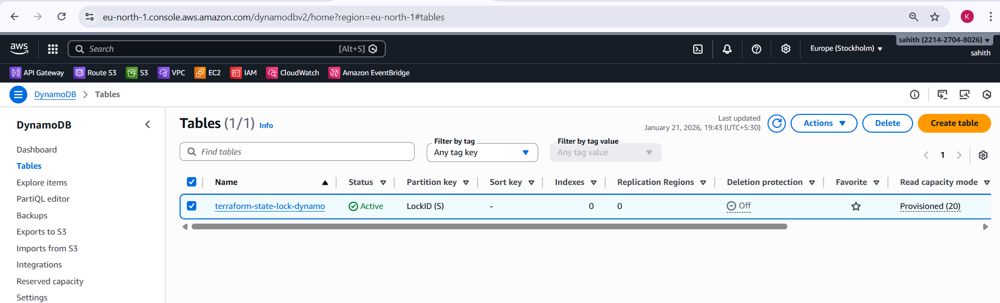 eu-north-1.console.aws.amazon.com/dynamodbv2/home?region=eu-north-1#tables
K
aws
Search
[Alt+S]
Europe (Stockholm)
sahith (2214-2704-8026)
sahith
API Gateway
Route 53
S3
VPC
EC2
IAM
CloudWatch
Amazon EventBridge
DynamoDB
Tables
DynamoDB
Dashboard
Tables
Explore items
PartiQL editor
Backups
Exports to S3
Imports from S3
Integrations
Reserved capacity
Settings
Tables (1/1) Info
Last updated
January 21, 2026, 19:43 (UTC+5:30)
Actions
Delete
Create table
Find tables
Filter by tag
Any tag key
Filter by tag value
Any tag value
1
Name Status Partition key Sort key Indexes Replication Regions Deletion protection Favorite Read capacity mode
terraform-state-lock-dynamo Active LockID (S) - 0 0 Off Provisioned (20)